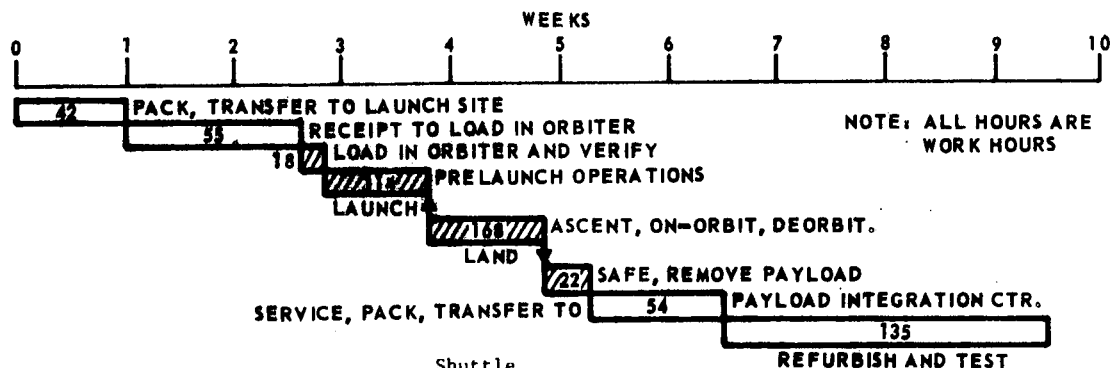 WEEKS
0 1 2 3 4 5 6 7 8 9 10
42 PACK, TRANSFER TO LAUNCH SITE
55 RECEIPT TO LOAD IN ORBITER
NOTE: ALL HOURS ARE
WORK HOURS
18 LOAD IN ORBITER AND VERIFY
PRELAUNCH OPERATIONS
LAUNCH
168 ASCENT, ON-ORBIT, DEORBIT.
LAND
22 SAFE, REMOVE PAYLOAD
SERVICE, PACK, TRANSFER TO 54 PAYLOAD INTEGRATION CTR.
135
Shuttle
REFURBISH AND TEST